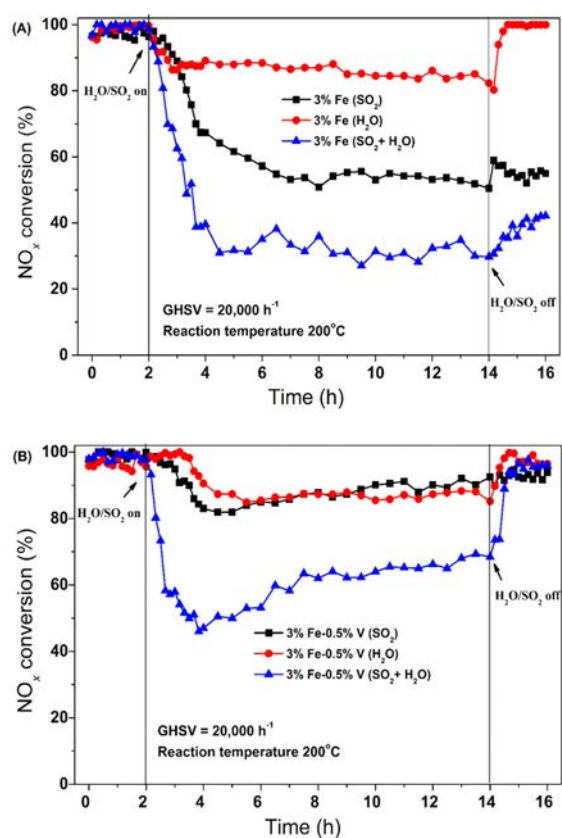 (A)
100
80
60
40
20
0
NOx conversion (%)
H2O/SO2 on
3% Fe (SO2)
3% Fe (H2O)
3% Fe (SO2+ H2O)
GHSV = 20,000 h-1
Reaction temperature 200°C
H2O/SO2 off
0 2 4 6 8 10 12 14 16
Time (h)
(B)
100
80
60
40
20
0
NOx conversion (%)
H2O/SO2 on
H2O/SO2 off
3% Fe-0.5% V (SO2)
3% Fe-0.5% V (H2O)
3% Fe-0.5% V (SO2+ H2O)
GHSV = 20,000 h-1
Reaction temperature 200°C
0 2 4 6 8 10 12 14 16
Time (h)